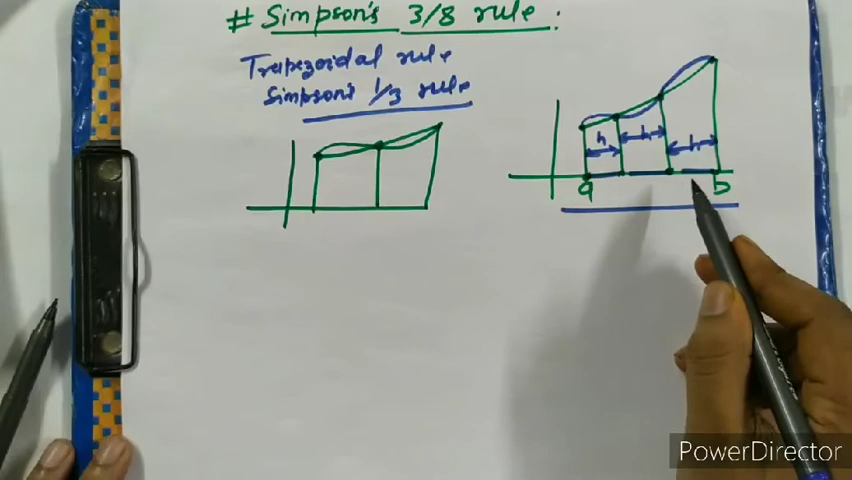 # Simpson's 3/8 rule :
Trapezoidal rule
Simpson's 1/3 rule
h h h
a b
PowerDirector